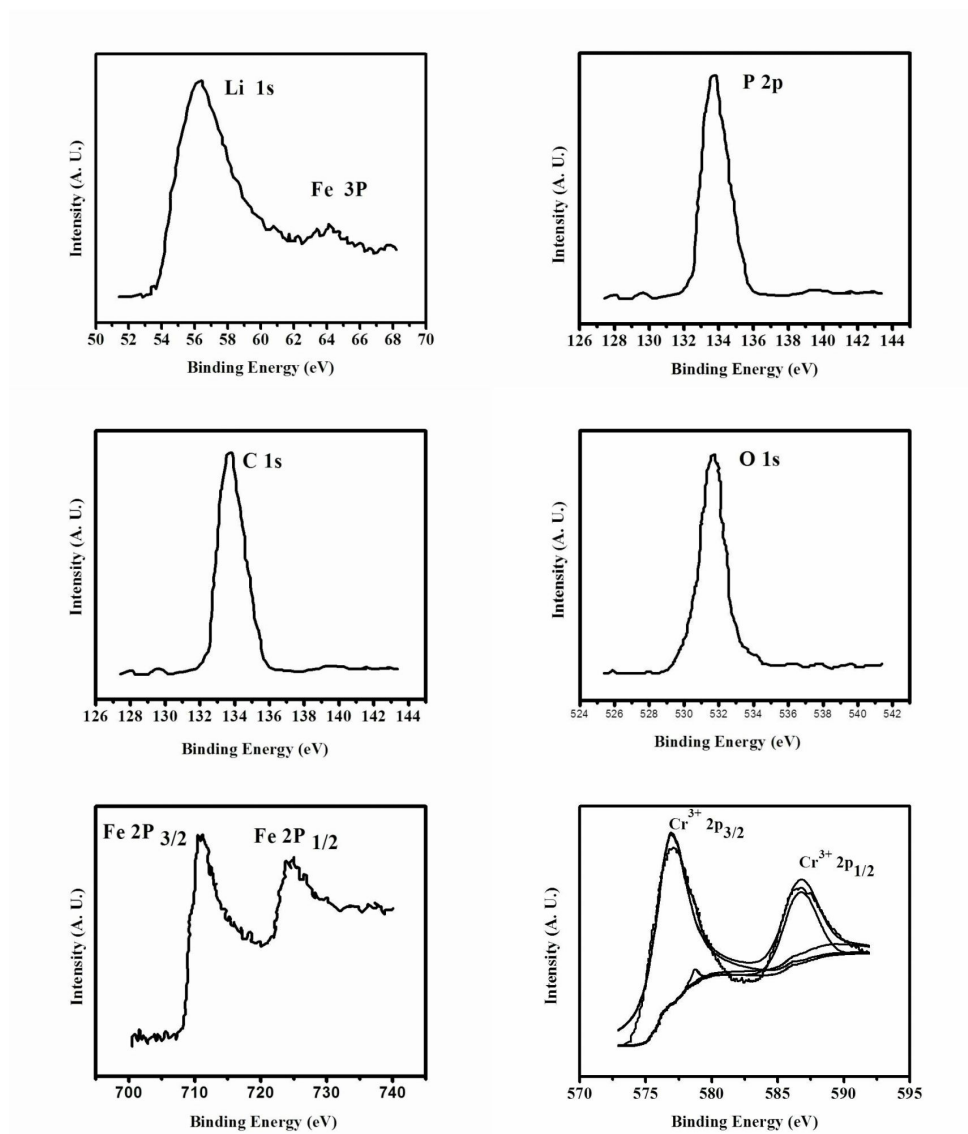 Li 1s
Fe 3P
Intensity (A. U.)
50 52 54 56 58 60 62 64 66 68 70
Binding Energy (eV)
P 2p
Intensity (A. U.)
126 128 130 132 134 136 138 140 142 144
Binding Energy (eV)
C 1s
Intensity (A. U.)
126 128 130 132 134 136 138 140 142 144
Binding Energy (eV)
O 1s
Intensity (A. U.)
524 526 528 530 532 534 536 538 540 542
Binding Energy (eV)
Fe 2P 3/2
Fe 2P 1/2
Intensity (A. U.)
700 710 720 730 740
Binding Energy (eV)
Cr³⁺ 2p3/2
Cr³⁺ 2p1/2
Intensity (A. U.)
570 575 580 585 590 595
Binding Energy (eV)